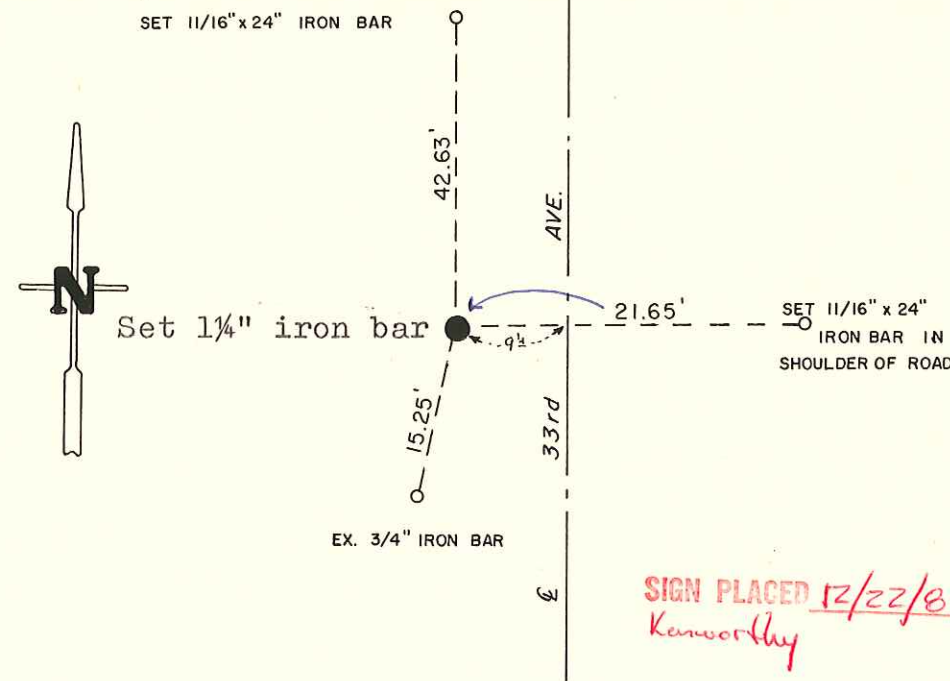 SET 11/16" x 24" IRON BAR
42.63'
AVE.
N
Set 1¼" iron bar
21.65'
SET 11/16" x 24"
IRON BAR IN
SHOULDER OF ROAD
15.25'
33rd
EX. 3/4" IRON BAR
℄
SIGN PLACED 12/22/8
Kenworthy